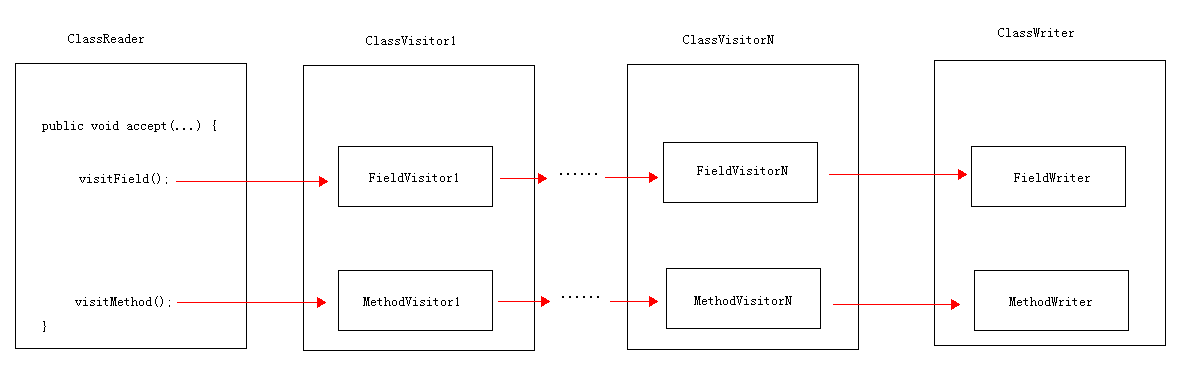 ClassReader
public void accept(...) {
visitField();
visitMethod();
}
ClassVisitor1
FieldVisitor1
MethodVisitor1
······
······
ClassVisitorN
FieldVisitorN
MethodVisitorN
ClassWriter
FieldWriter
MethodWriter